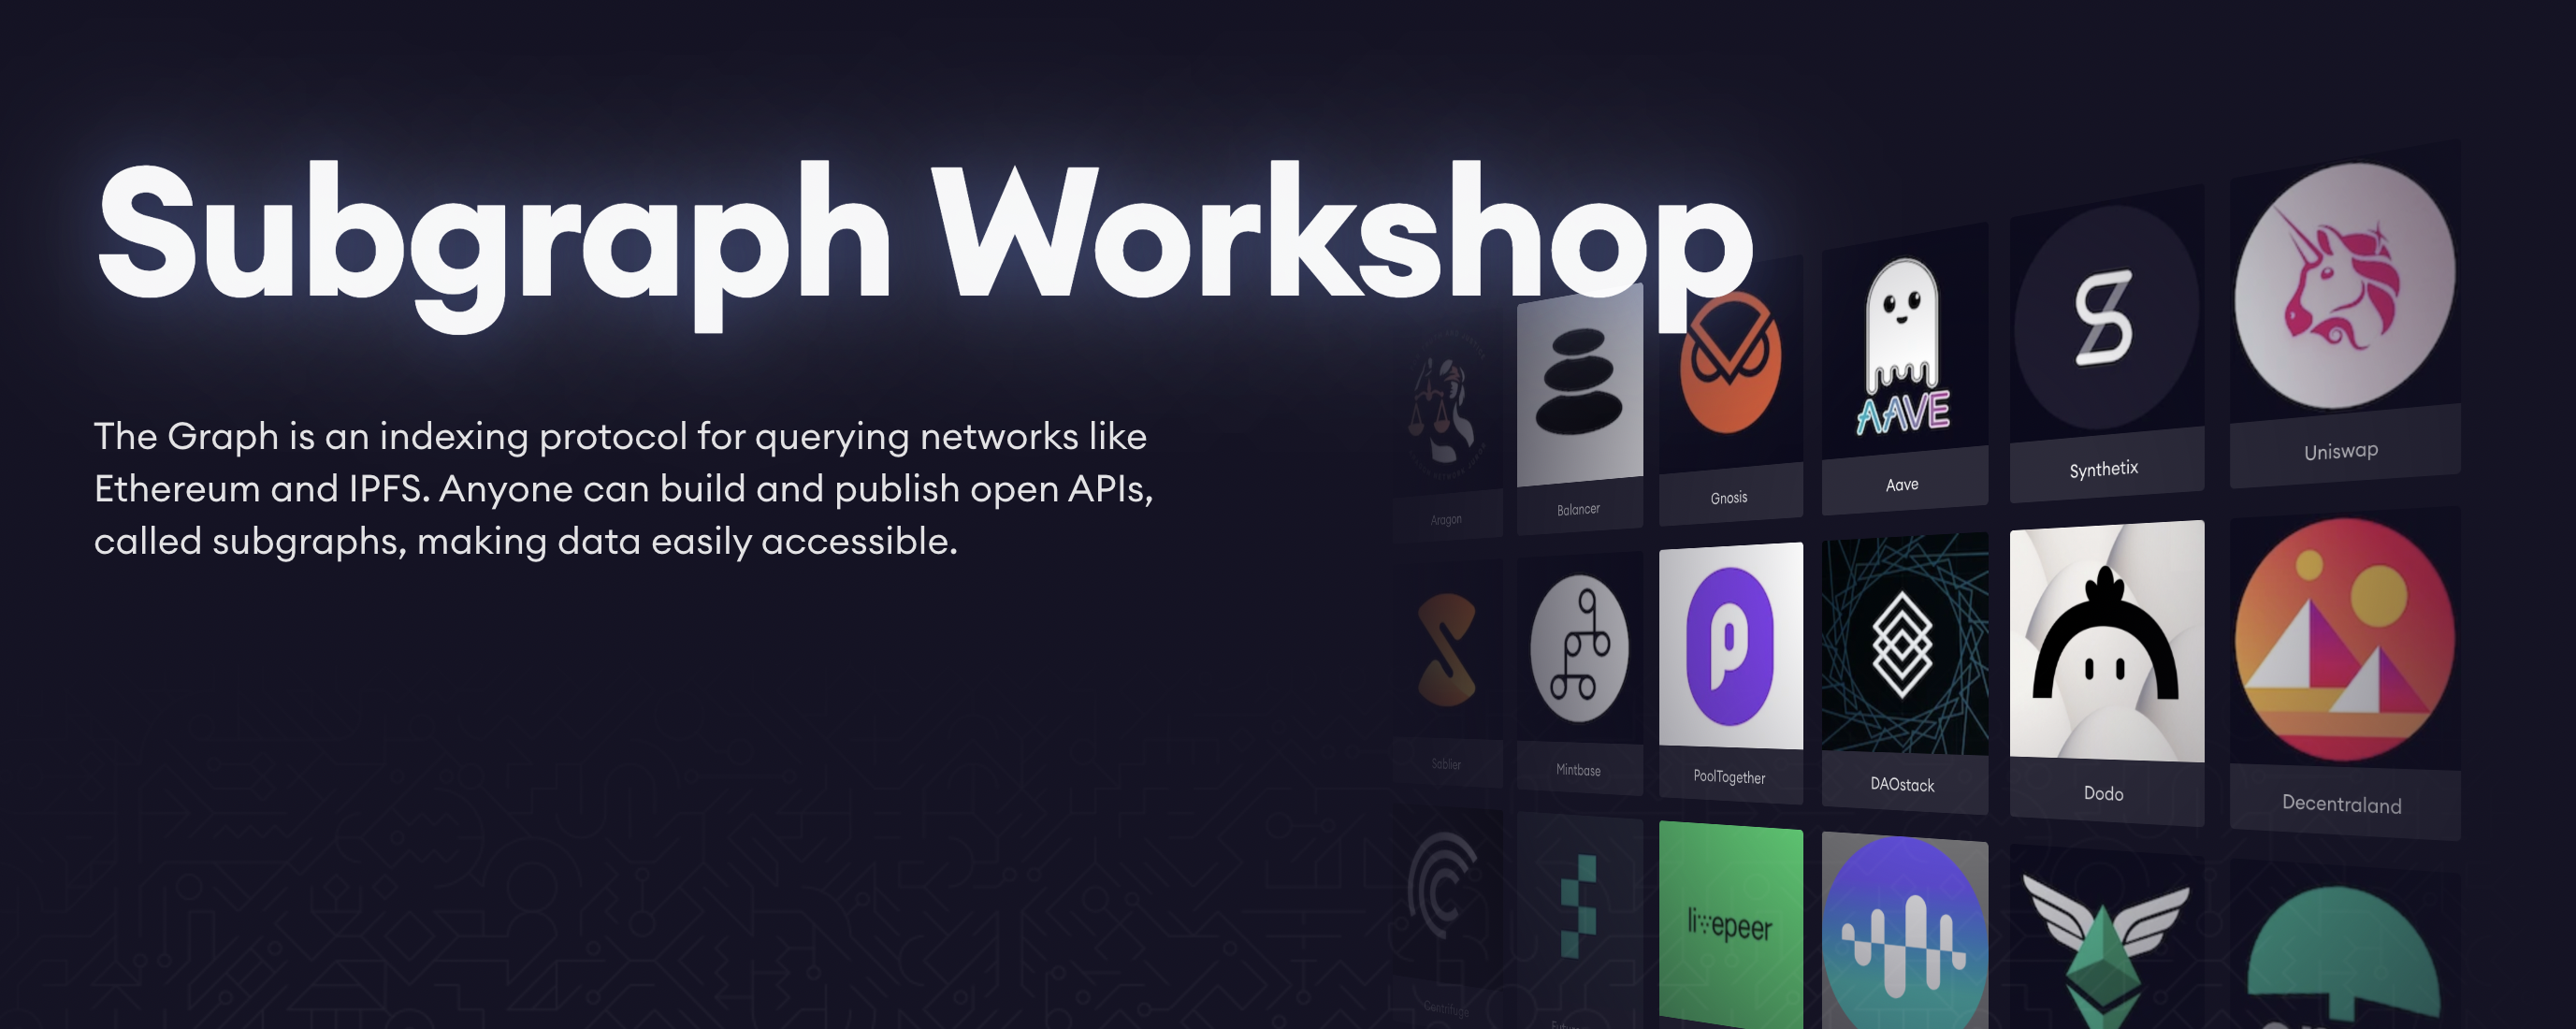 Subgraph Workshop
The Graph is an indexing protocol for querying networks like
Ethereum and IPFS. Anyone can build and publish open APIs,
called subgraphs, making data easily accessible.
AAVE
Aragon
Balancer
Gnosis
Aave
Synthetix
Uniswap
Sablier
Mintbase
PoolTogether
DAOstack
Dodo
Decentraland
livepeer
Centrifuge